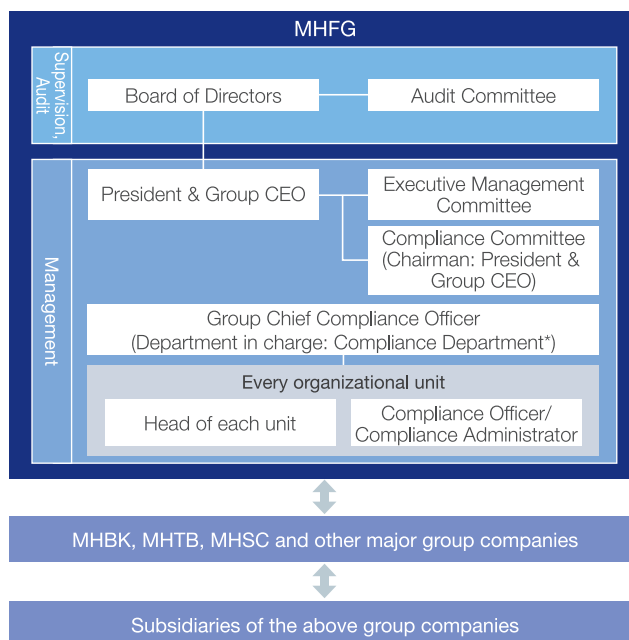 MHFG
Supervision,
Audit
Board of Directors
Audit Committee
Management
President & Group CEO
Executive Management
Committee
Compliance Committee
(Chairman: President &
Group CEO)
Group Chief Compliance Officer
(Department in charge: Compliance Department*)
Every organizational unit
Head of each unit
Compliance Officer/
Compliance Administrator
MHBK, MHTB, MHSC and other major group companies
Subsidiaries of the above group companies